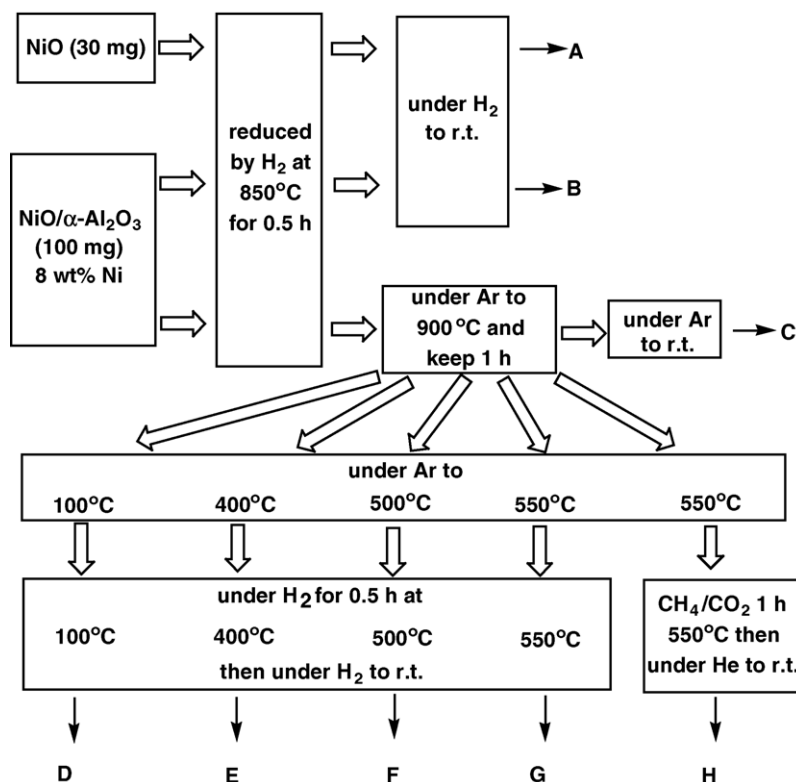 NiO (30 mg)
A
under H2
to r.t.
reduced
by H2 at
850°C
for 0.5 h
B
NiO/α-Al2O3
(100 mg)
8 wt% Ni
under Ar to
900 °C and
keep 1 h
under Ar
to r.t.
C
under Ar to
100°C 400°C 500°C 550°C 550°C
under H2 for 0.5 h at
100°C 400°C 500°C 550°C
then under H2 to r.t.
CH4/CO2 1 h
550°C then
under He to r.t.
D E F G H